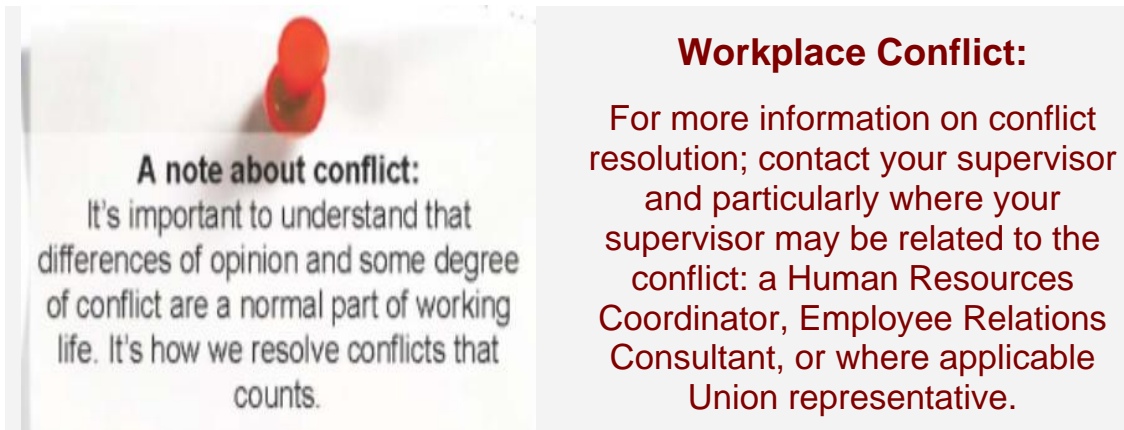 A note about conflict:
It's important to understand that
differences of opinion and some degree
of conflict are a normal part of working
life. It's how we resolve conflicts that
counts.
Workplace Conflict:
For more information on conflict
resolution; contact your supervisor
and particularly where your
supervisor may be related to the
conflict: a Human Resources
Coordinator, Employee Relations
Consultant, or where applicable
Union representative.